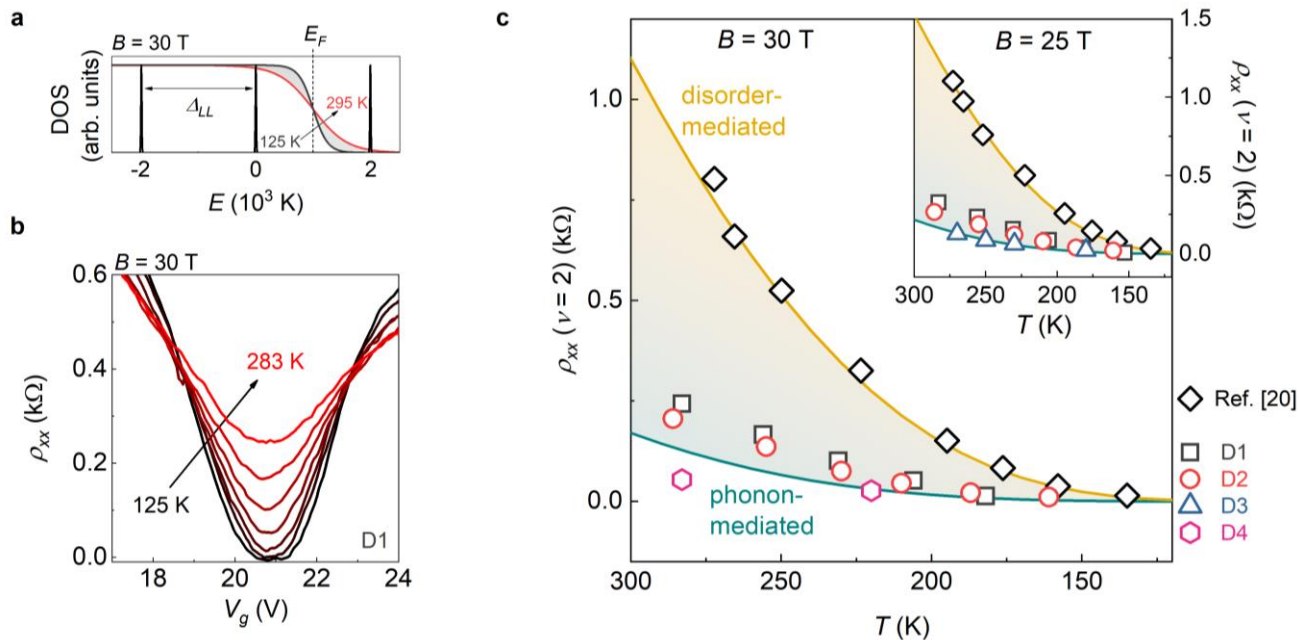 a
B = 30 T
E_F
Δ_LL
295 K
125 K
DOS
(arb. units)
-2
0
2
E (10³ K)
b
B = 30 T
0.6
0.4
0.2
0.0
283 K
125 K
D1
18
20
22
24
V_g (V)
ρ_xx (kΩ)
c
B = 30 T
disorder-
mediated
phonon-
mediated
1.0
0.5
0.0
ρ_xx (ν = 2) (kΩ)
300
250
200
150
T (K)
B = 25 T
1.5
1.0
0.5
0.0
ρ_xx (ν = 2) (kΩ)
300
250
200
150
T (K)
Ref. [20]
D1
D2
D3
D4